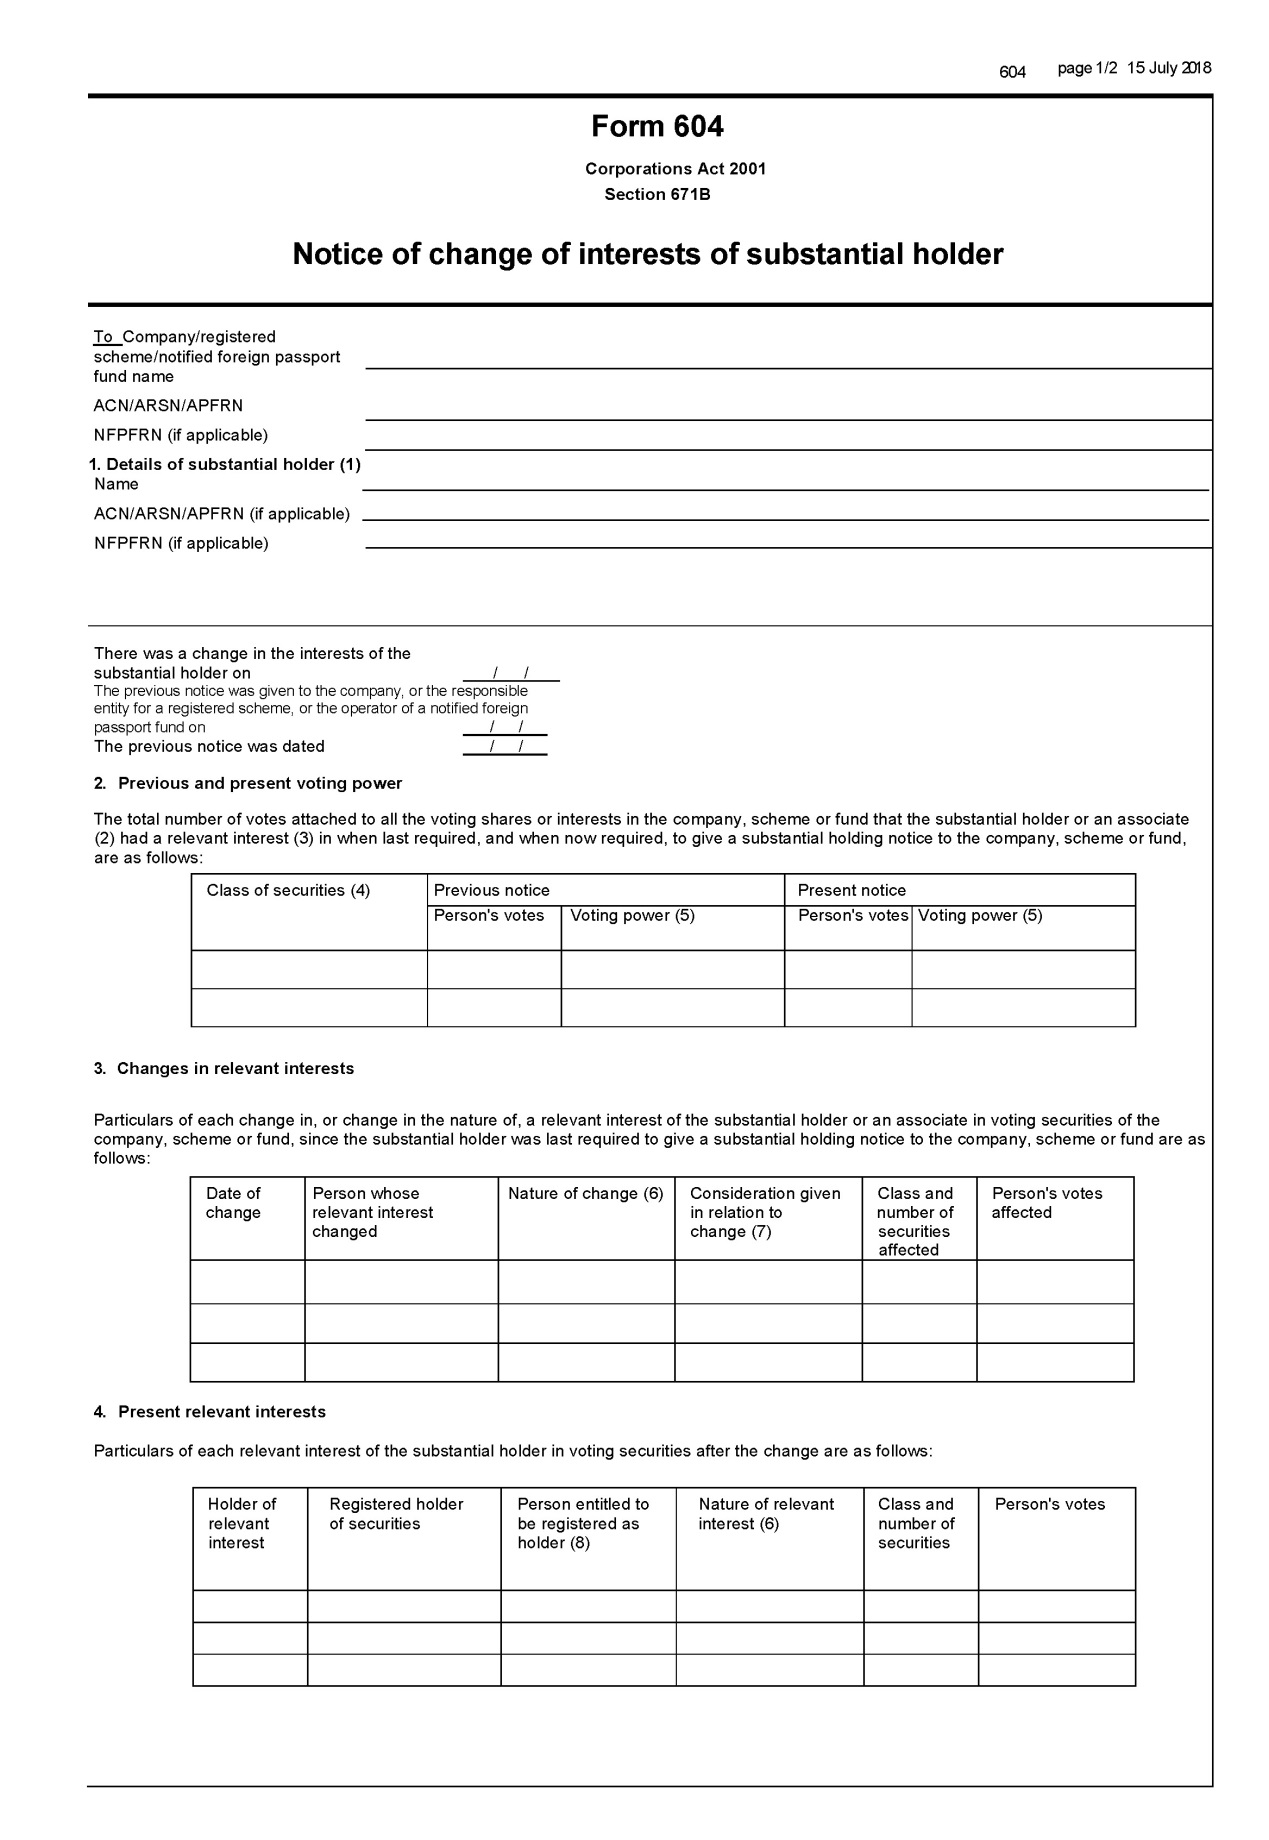 604 page 1/2 15 July 2018
Form 604
Corporations Act 2001
Section 671B
Notice of change of interests of substantial holder
To Company/registered
scheme/notified foreign passport
fund name
ACN/ARSN/APFRN
NFPFRN (if applicable)
1. Details of substantial holder (1)
Name
ACN/ARSN/APFRN (if applicable)
NFPFRN (if applicable)
There was a change in the interests of the
substantial holder on / /
The previous notice was given to the company, or the responsible
entity for a registered scheme, or the operator of a notified foreign
passport fund on / /
The previous notice was dated / /
2. Previous and present voting power
The total number of votes attached to all the voting shares or interests in the company, scheme or fund that the substantial holder or an associate
(2) had a relevant interest (3) in when last required, and when now required, to give a substantial holding notice to the company, scheme or fund,
are as follows:
Class of securities (4) Previous notice Present notice
Person's votes Voting power (5) Person's votes Voting power (5)
3. Changes in relevant interests
Particulars of each change in, or change in the nature of, a relevant interest of the substantial holder or an associate in voting securities of the
company, scheme or fund, since the substantial holder was last required to give a substantial holding notice to the company, scheme or fund are as
follows:
Date of Person whose Nature of change (6) Consideration given Class and Person's votes
change relevant interest in relation to number of affected
changed change (7) securities
affected
4. Present relevant interests
Particulars of each relevant interest of the substantial holder in voting securities after the change are as follows:
Holder of Registered holder Person entitled to Nature of relevant Class and Person's votes
relevant of securities be registered as interest (6) number of
interest holder (8) securities